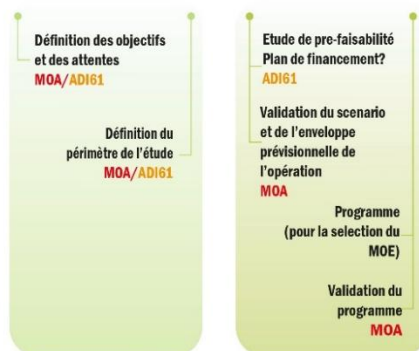 Définition des objectifs
et des attentes
MOA/ADI61
Définition du
périmètre de l'étude
MOA/ADI61
Etude de pre-faisabilité
Plan de financement?
ADI61
Validation du scenario
et de l'enveloppe
prévisionnelle de
l'opération
MOA
Programme
(pour la selection du
MOE)
Validation du
programme
MOA